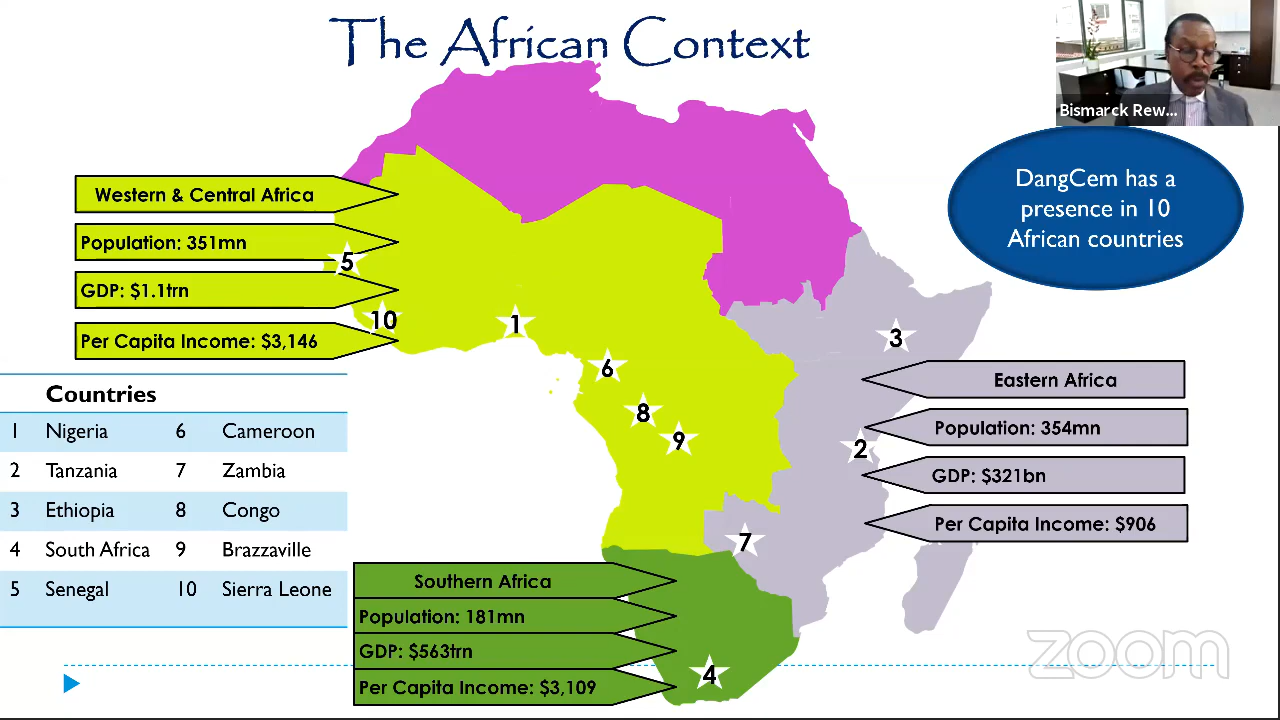 The African Context
Bismarck Rew...
DangCem has a
presence in 10
African countries
Western & Central Africa
Population: 351mn
5
GDP: $1.1trn
10
1
3
Per Capita Income: $3,146
6
Eastern Africa
8
Population: 354mn
9
2
GDP: $321bn
Per Capita Income: $906
7
Countries
1 Nigeria 6 Cameroon
2 Tanzania 7 Zambia
3 Ethiopia 8 Congo
4 South Africa 9 Brazzaville
5 Senegal 10 Sierra Leone
Southern Africa
Population: 181mn
GDP: $563trn
Per Capita Income: $3,109
4
zoom